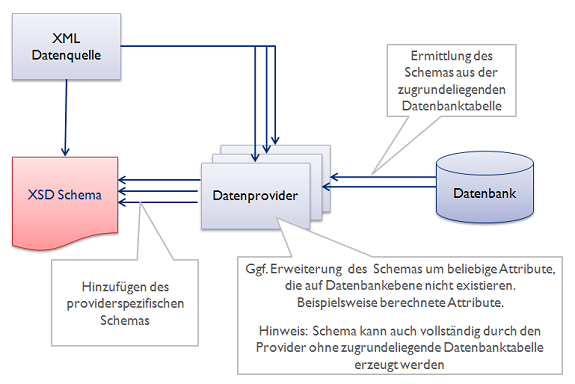 XML
Datenquelle
Ermittlung des
Schemas aus der
zugrundeliegenden
Datenbanktabelle
XSD Schema
Datenprovider
Datenbank
Hinzufügen des
providerspezifischen
Schemas
Ggf. Erweiterung des Schemas um beliebige Attribute,
die auf Datenbankebene nicht existieren.
Beispielsweise berechnete Attribute.
Hinweis: Schema kann auch vollständig durch den
Provider ohne zugrundeliegende Datenbanktabelle
erzeugt werden